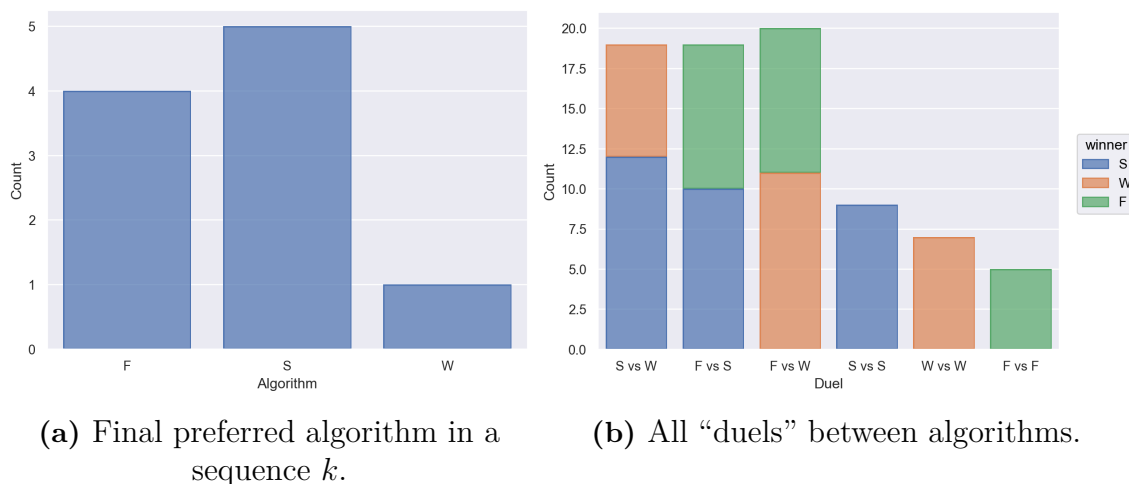 5
4
3
2
1
0
Count
F
S
W
Algorithm
20.0
17.5
15.0
12.5
10.0
7.5
5.0
2.5
0.0
Count
S vs W
F vs S
F vs W
S vs S
W vs W
F vs F
Duel
winner
S
W
F
(a) Final preferred algorithm in a
sequence k.
(b) All “duels” between algorithms.